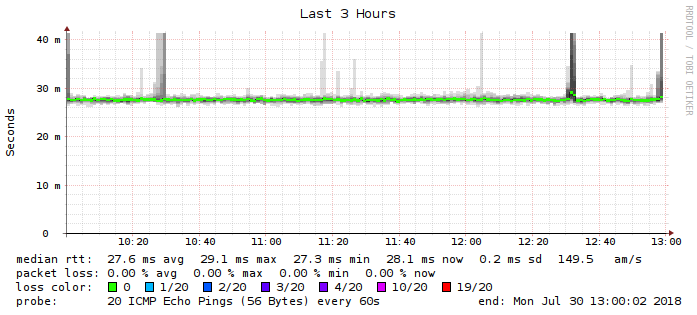 Last 3 Hours
RRDTOOL / TOBI OETIKER
Seconds
40 m
30 m
20 m
10 m
0
10:20 10:40 11:00 11:20 11:40 12:00 12:20 12:40 13:00
median rtt: 27.6 ms avg 29.1 ms max 27.3 ms min 28.1 ms now 0.2 ms sd 149.5 am/s
packet loss: 0.00 % avg 0.00 % max 0.00 % min 0.00 % now
loss color: 0 1/20 2/20 3/20 4/20 10/20 19/20
probe: 20 ICMP Echo Pings (56 Bytes) every 60s end: Mon Jul 30 13:00:02 2018